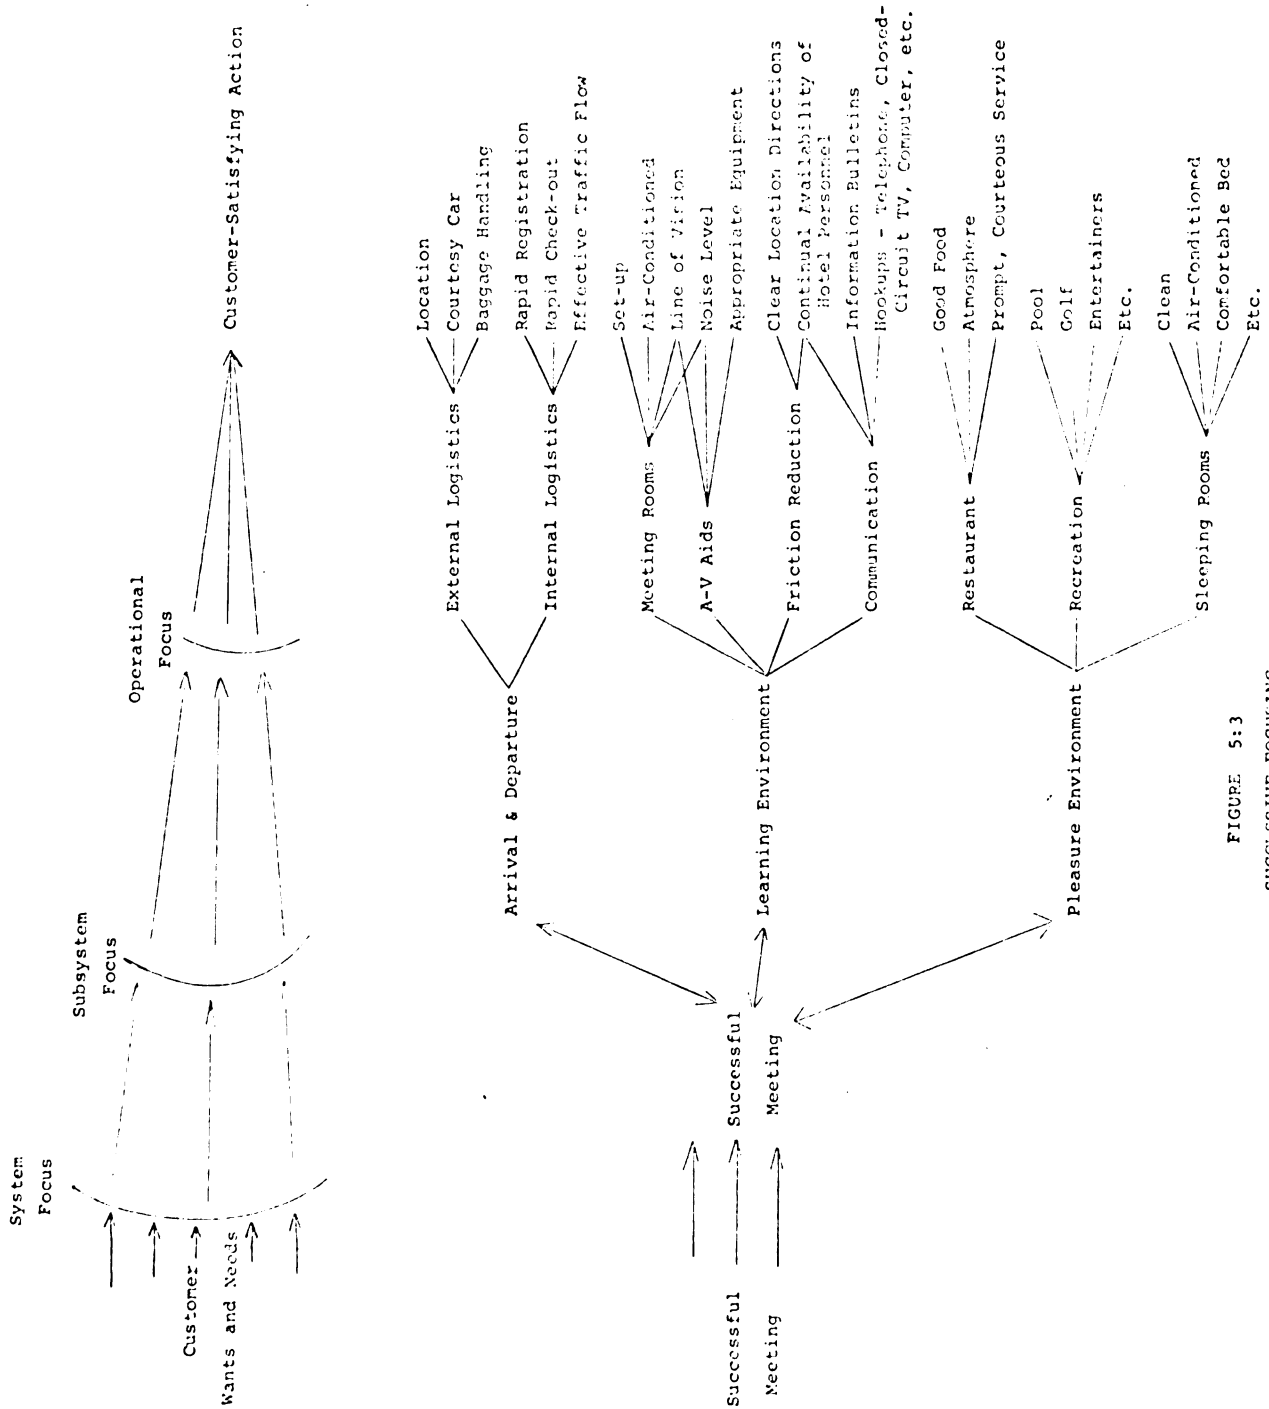 System
Focus
Subsystem
Focus
Operational
Focus
Customer
Wants and Needs
Customer-Satisfying Action
Successful
Meeting
Successful
Meeting
Arrival & Departure
External Logistics
Location
Courtesy Car
Baggage Handling
Internal Logistics
Rapid Registration
Rapid Check-out
Effective Traffic Flow
Learning Environment
Meeting Rooms
Set-up
Air-Conditioned
Line of Vision
Noise Level
A-V Aids
Appropriate Equipment
Friction Reduction
Clear Location Directions
Continual Availability of
Hotel Personnel
Communication
Information Bulletins
Hookups - Telephone, Closed-
Circuit TV, Computer, etc.
Pleasure Environment
Restaurant
Good Food
Atmosphere
Prompt, Courteous Service
Recreation
Pool
Golf
Entertainers
Etc.
Sleeping Rooms
Clean
Air-Conditioned
Comfortable Bed
Etc.
FIGURE 5:3